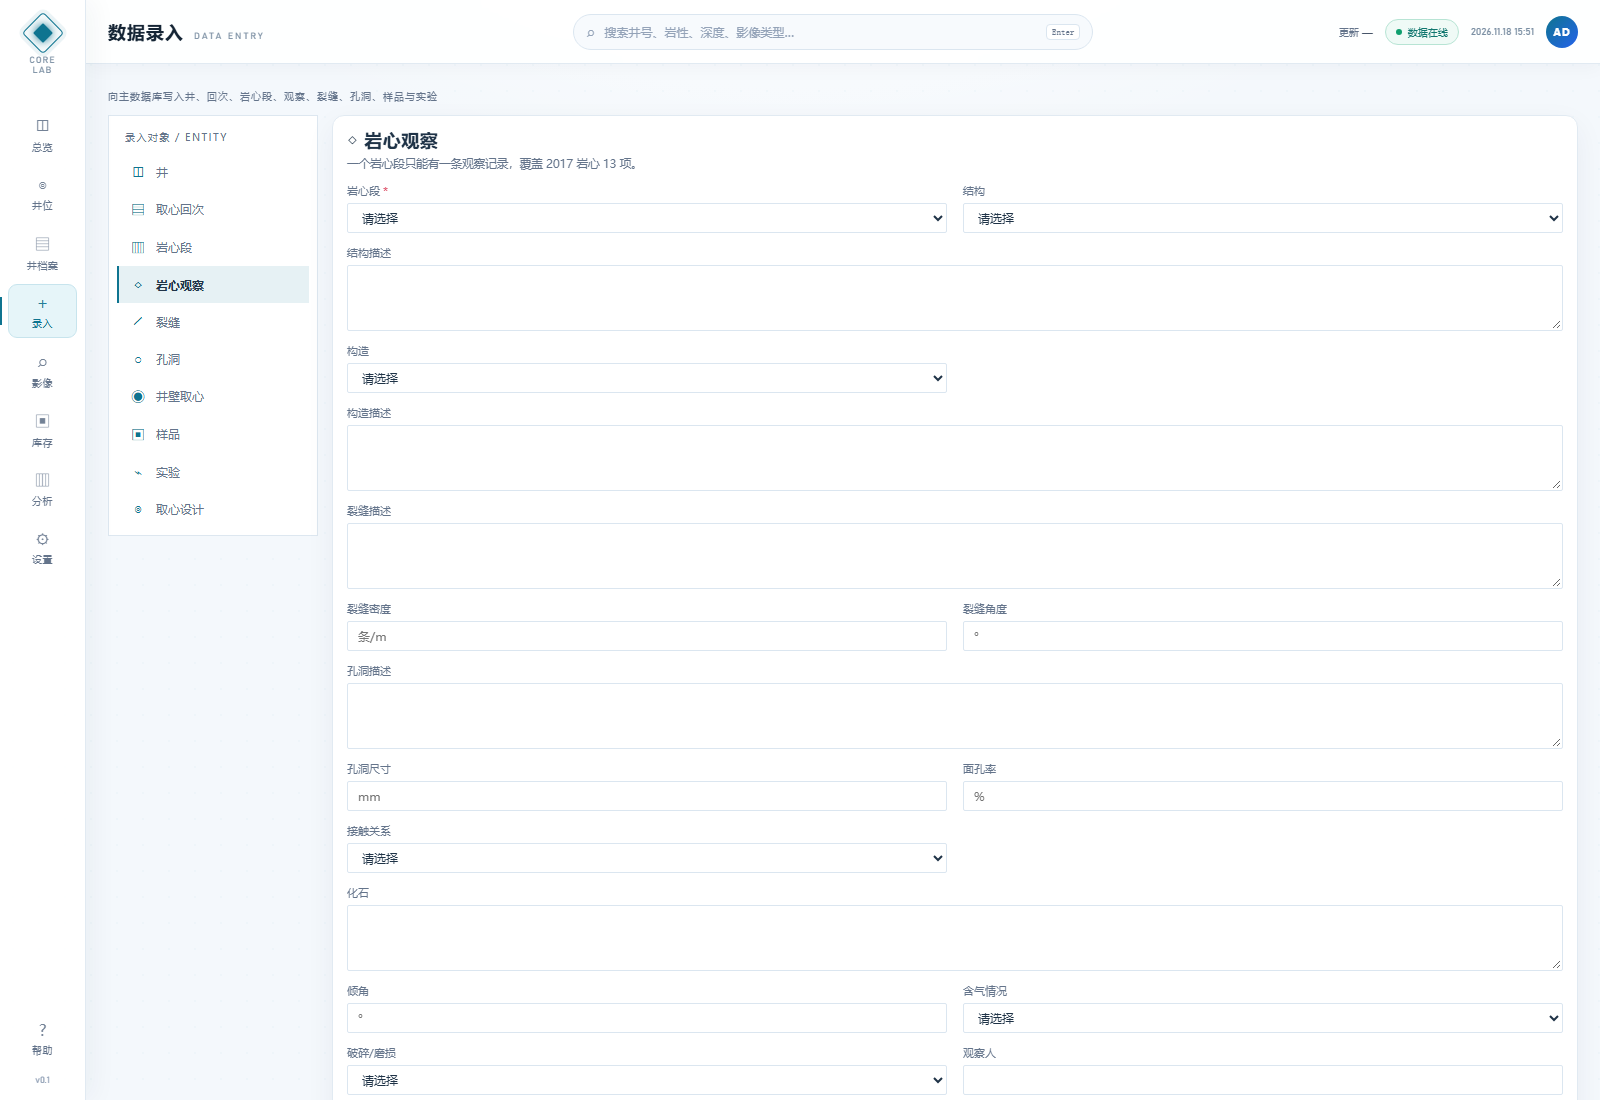 CORE
LAB
总览
井位
井档案
录入
影像
库存
分析
设置
帮助
v0.1
数据录入 DATA ENTRY
搜索井号、岩性、深度、影像类型... Enter
更新 — 数据在线 2026.11.18 15:51 AD
向主数据库写入井、回次、岩心段、观察、裂缝、孔洞、样品与实验
录入对象 / ENTITY
井
取心回次
岩心段
岩心观察
裂缝
孔洞
井壁取心
样品
实验
取心设计
岩心观察
一个岩心段只能有一条观察记录，覆盖 2017 岩心 13 项。
岩心段 * 结构
请选择 请选择
结构描述
构造
请选择
构造描述
裂缝描述
裂缝密度 裂缝角度
条/m °
孔洞描述
孔洞尺寸 面孔率
mm %
接触关系
请选择
化石
倾角 含气情况
° 请选择
破碎/磨损 观察人
请选择